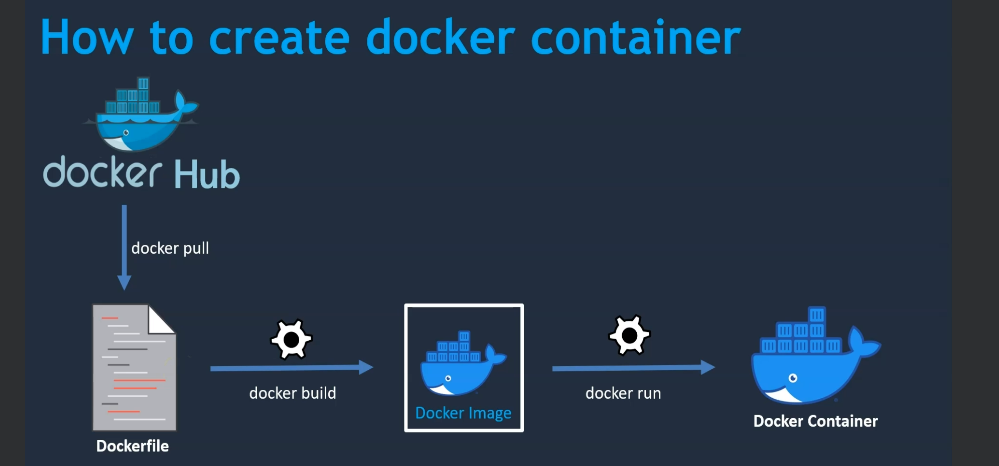 How to create docker container
docker Hub
docker pull
docker build
docker run
Docker Image
Docker Container
Dockerfile